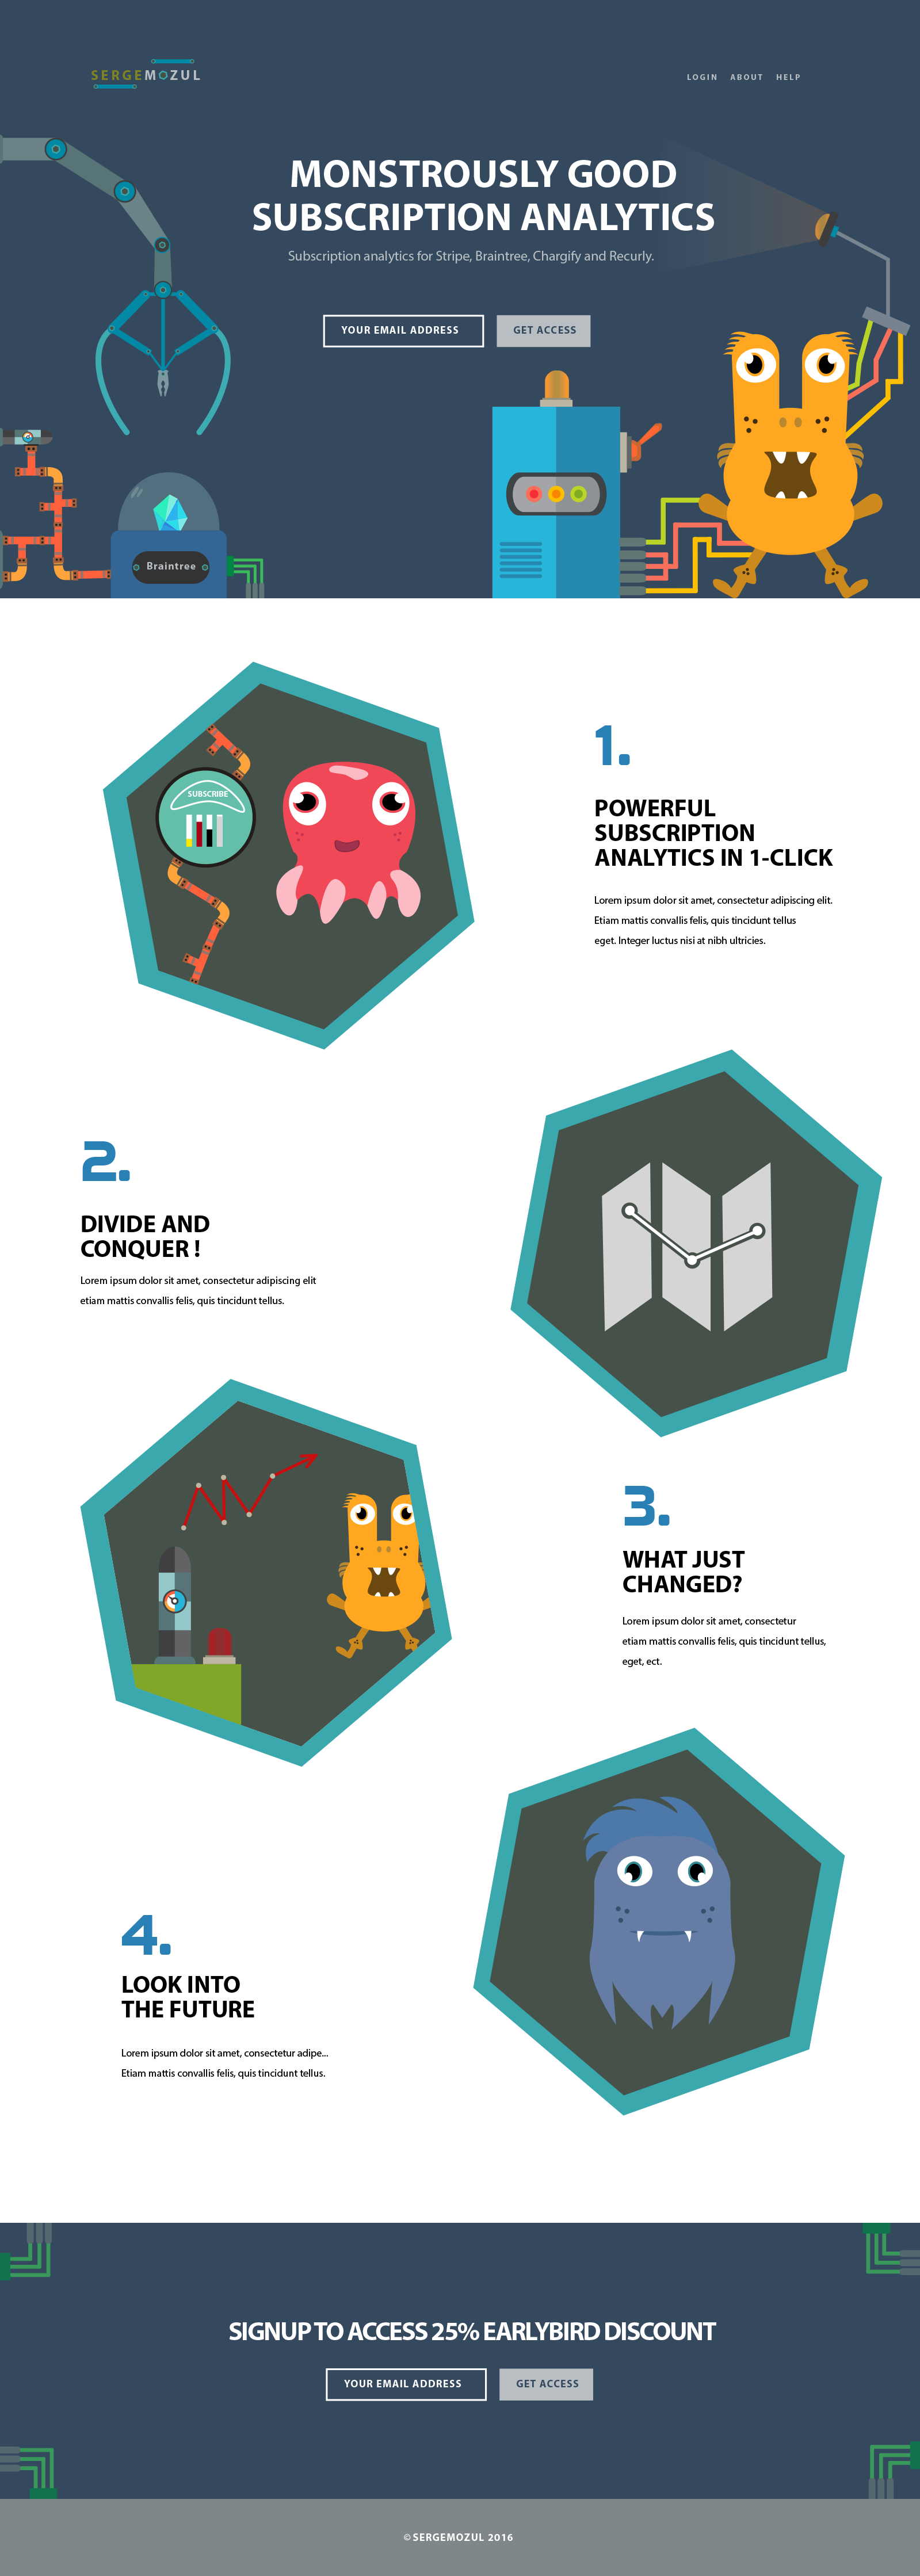 SERGEMOZUL
LOGIN ABOUT HELP
MONSTROUSLY GOOD
SUBSCRIPTION ANALYTICS
Subscription analytics for Stripe, Braintree, Chargify and Recurly.
YOUR EMAIL ADDRESS GET ACCESS
Braintree
SUBSCRIBE
1.
POWERFUL
SUBSCRIPTION
ANALYTICS IN 1-CLICK
Lorem ipsum dolor sit amet, consectetur adipiscing elit.
Etiam mattis convallis felis, quis tincidunt tellus
eget. Integer luctus nisi at nibh ultricies.
2.
DIVIDE AND
CONQUER !
Lorem ipsum dolor sit amet, consectetur adipiscing elit
etiam mattis convallis felis, quis tincidunt tellus.
3.
WHAT JUST
CHANGED?
Lorem ipsum dolor sit amet, consectetur
etiam mattis convallis felis, quis tincidunt tellus,
eget, ect.
4.
LOOK INTO
THE FUTURE
Lorem ipsum dolor sit amet, consectetur adipe...
Etiam mattis convallis felis, quis tincidunt tellus.
SIGNUP TO ACCESS 25% EARLYBIRD DISCOUNT
YOUR EMAIL ADDRESS GET ACCESS
© SERGEMOZUL 2016